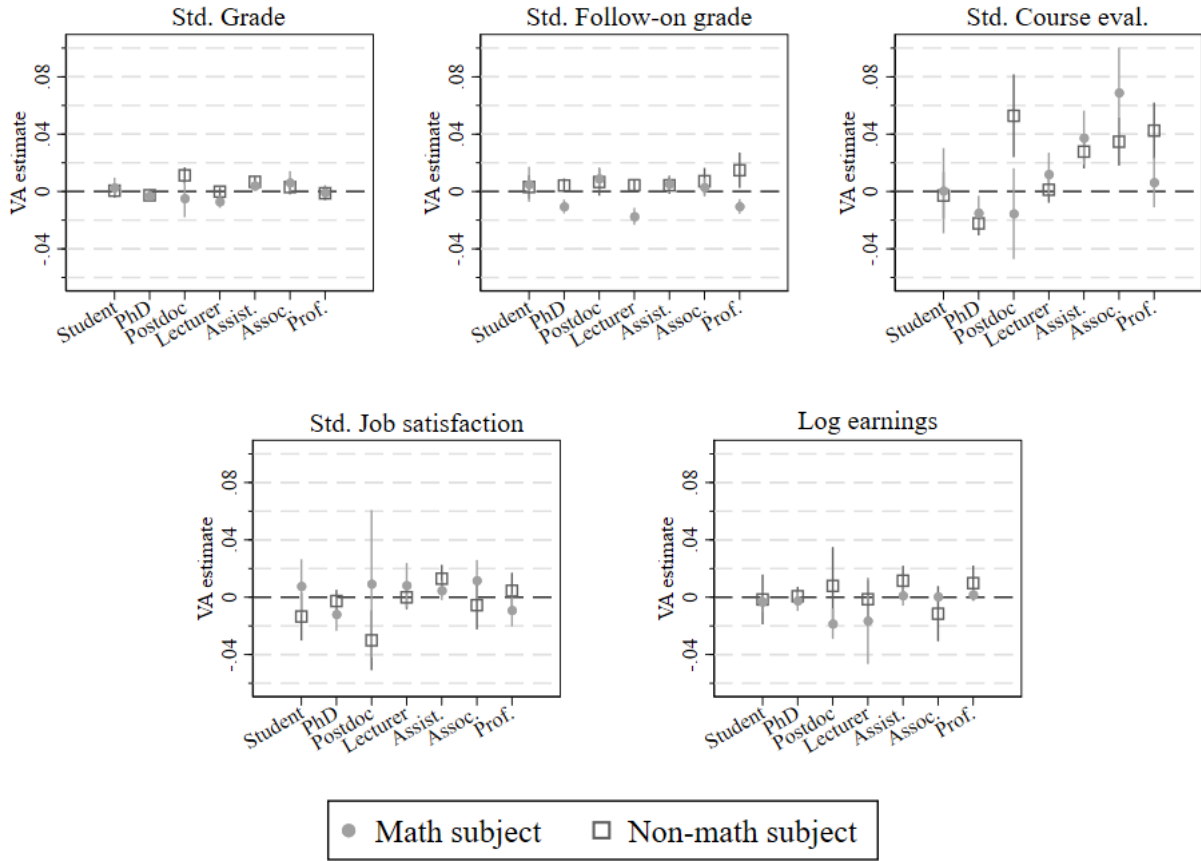 Std. Grade
VA estimate
.08
.04
0
-.04
Student
PhD
Postdoc
Lecturer
Assist.
Assoc.
Prof.
Std. Follow-on grade
VA estimate
.08
.04
0
-.04
Student
PhD
Postdoc
Lecturer
Assist.
Assoc.
Prof.
Std. Course eval.
VA estimate
.08
.04
0
-.04
Student
PhD
Postdoc
Lecturer
Assist.
Assoc.
Prof.
Std. Job satisfaction
VA estimate
.08
.04
0
-.04
Student
PhD
Postdoc
Lecturer
Assist.
Assoc.
Prof.
Log earnings
VA estimate
.08
.04
0
-.04
Student
PhD
Postdoc
Lecturer
Assist.
Assoc.
Prof.
Math subject
Non-math subject